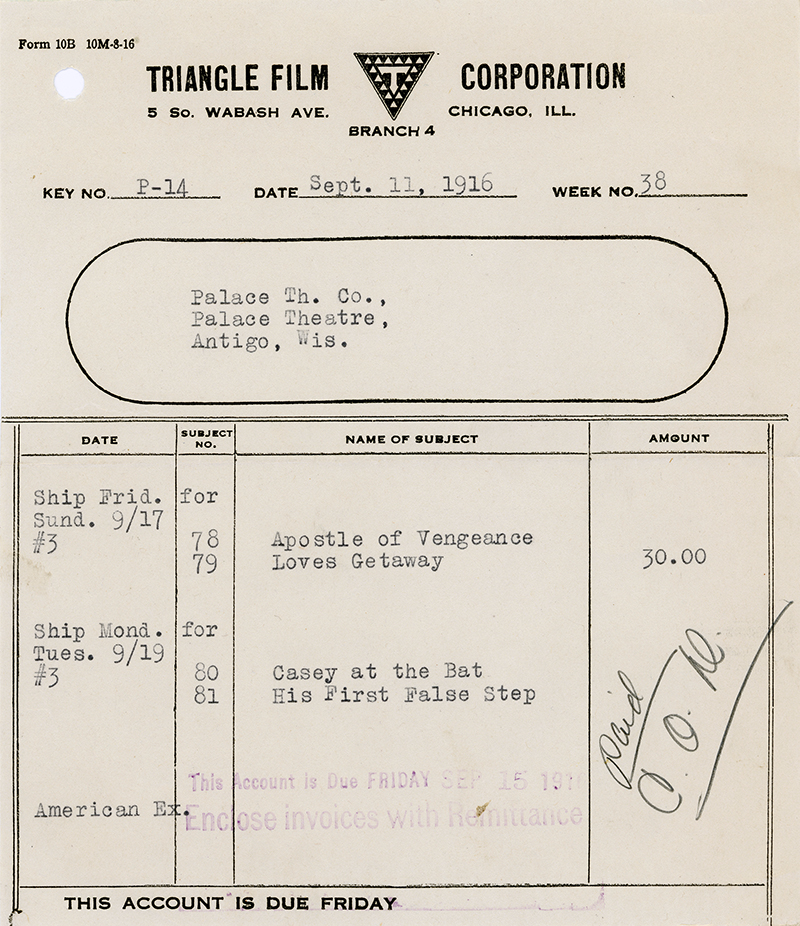 Form 10B 10M-8-16
TRIANGLE FILM T CORPORATION
5 So. WABASH AVE. CHICAGO, ILL.
BRANCH 4
KEY NO. P-14 DATE Sept. 11, 1916 WEEK NO. 38
Palace Th. Co.,
Palace Theatre,
Antigo, Wis.
DATE SUBJECT NO. NAME OF SUBJECT AMOUNT
Ship Frid. for
Sund. 9/17
#3 78 Apostle of Vengeance
79 Loves Getaway 30.00
Ship Mond. for
Tues. 9/19
#3 80 Casey at the Bat
81 His First False Step
Paid
C. O. D.
This Account is Due FRIDAY SEP 15 1916
American Ex.
Enclose invoices with Remittance
THIS ACCOUNT IS DUE FRIDAY